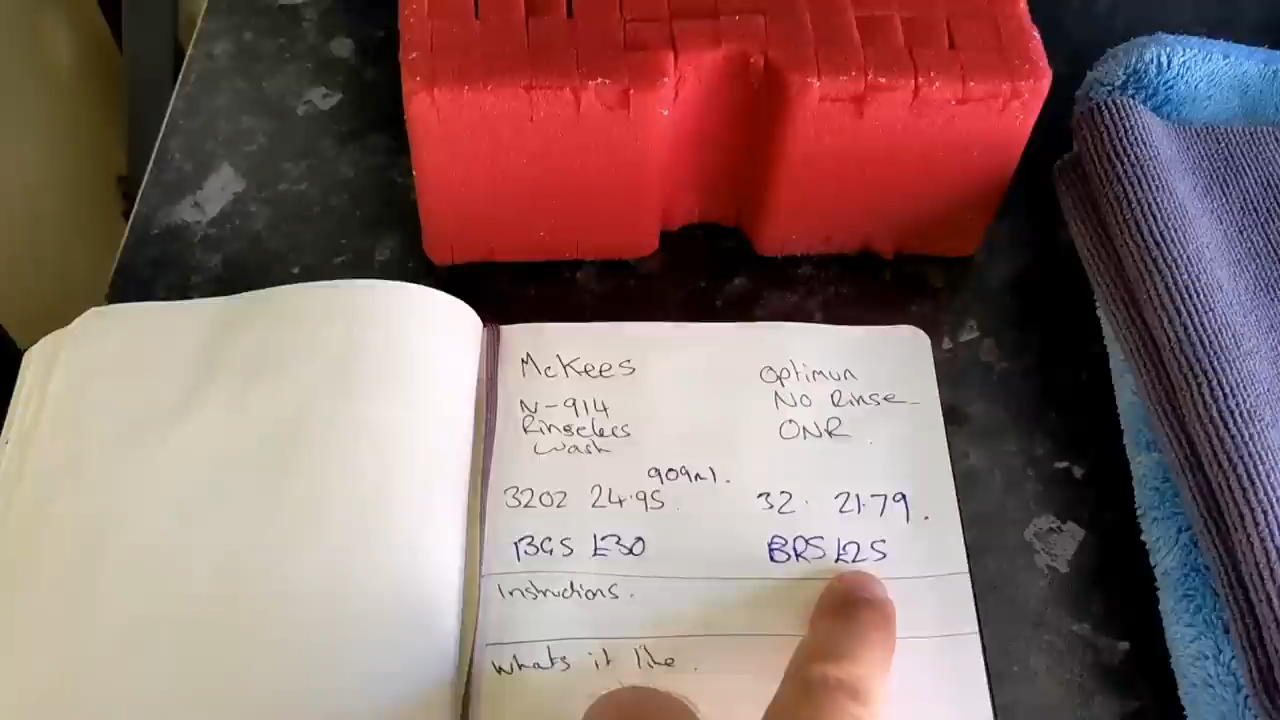 McKees
N-914
Rinseless
wash
909ml.
32oz 24.95.
BGS £30
Optimun
No Rinse
ONR.
32. 21.79.
BRS £25
Instructions.
Whats it like.